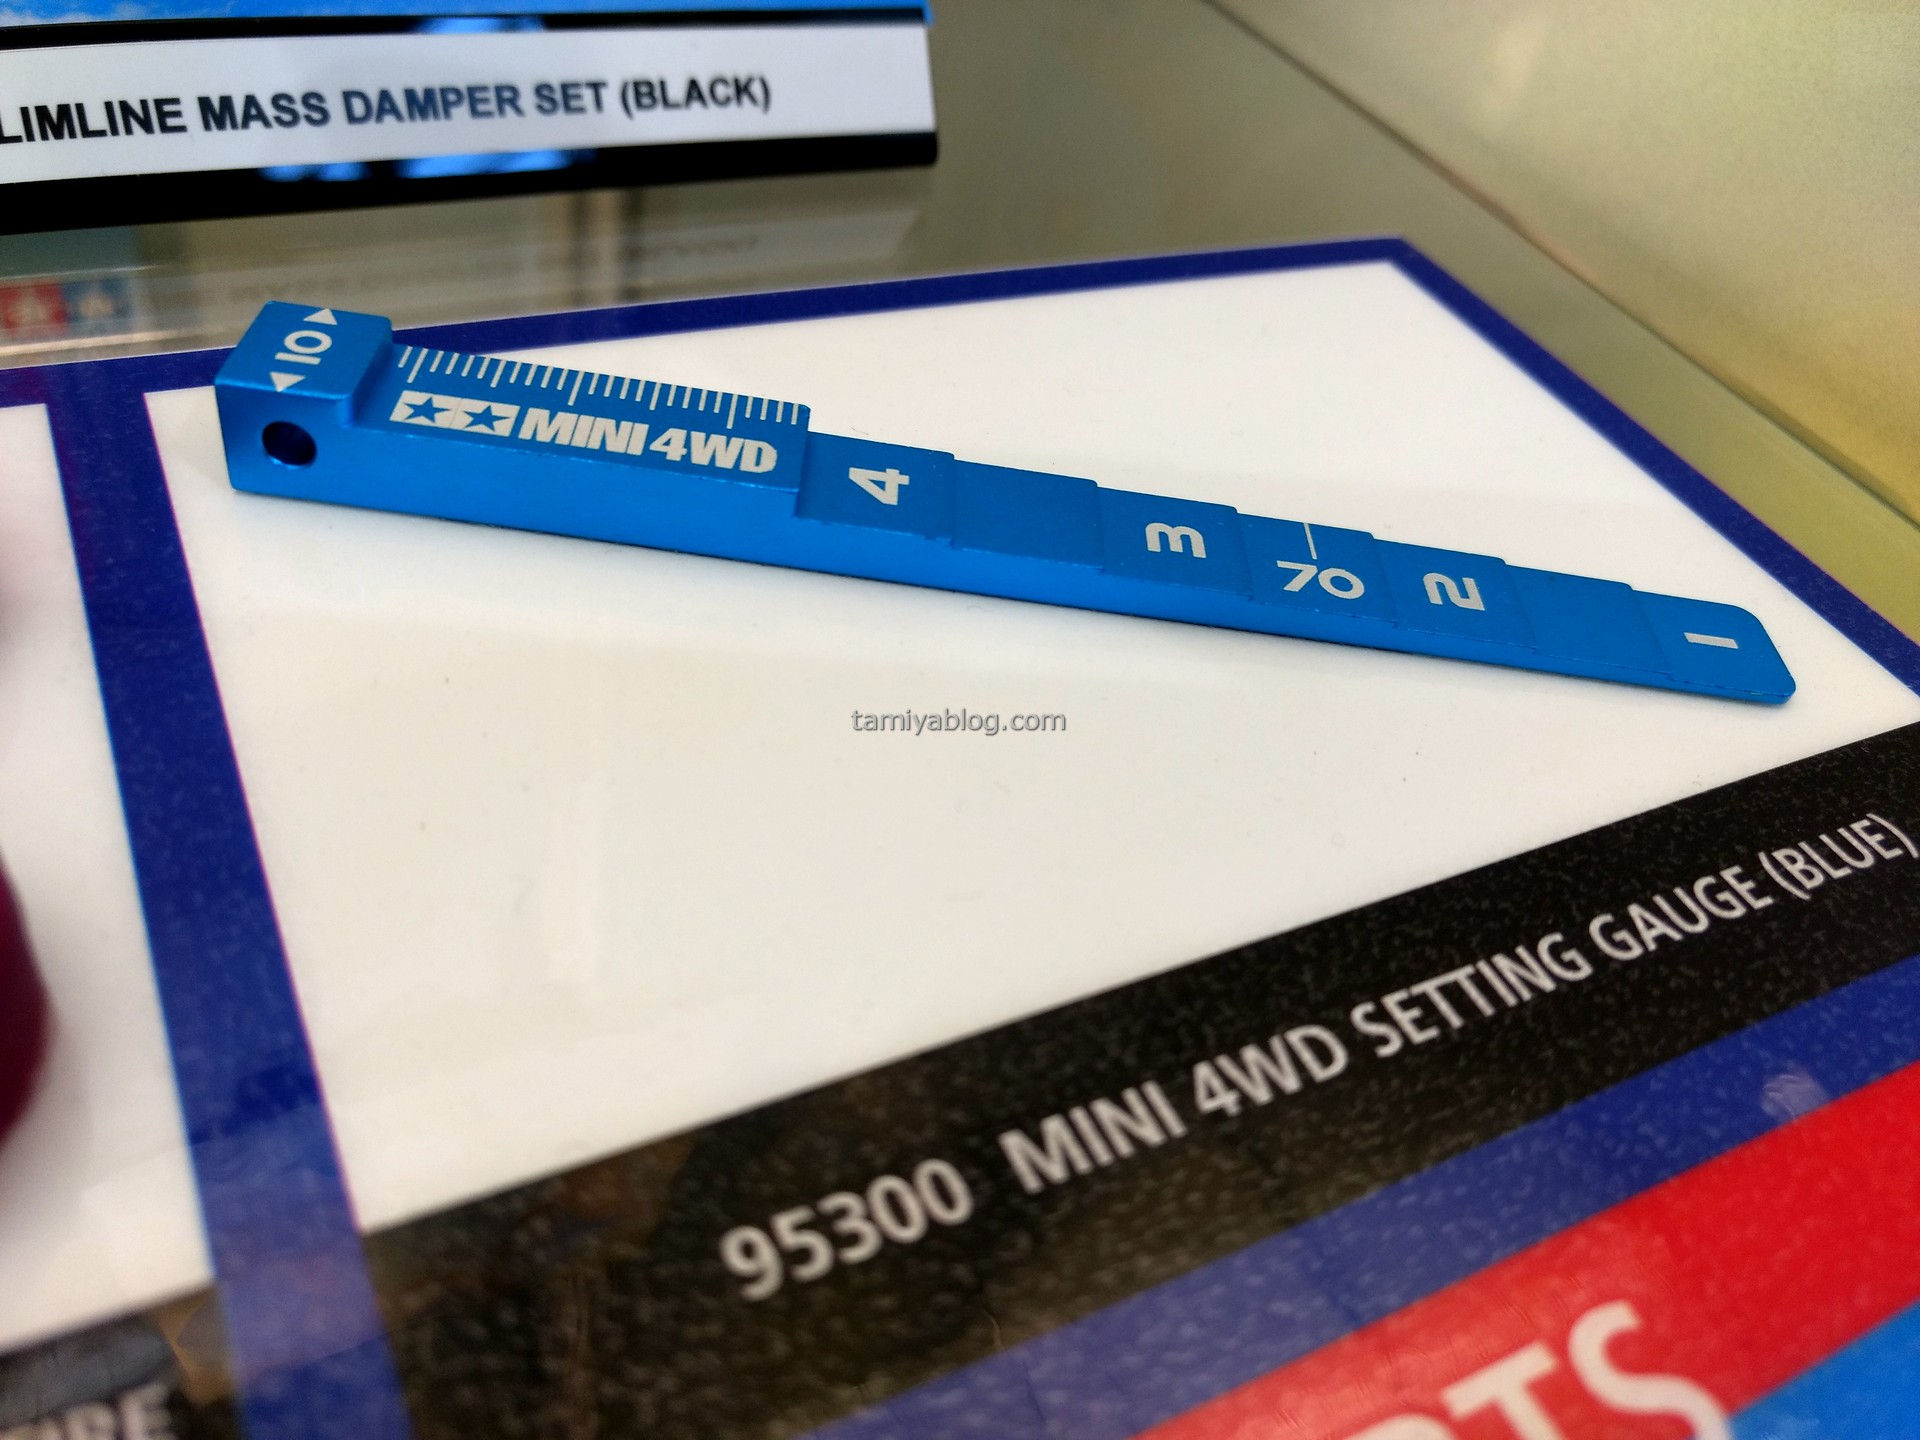 LIMLINE MASS DAMPER SET (BLACK)
10
MINI 4WD
4
3
70
2
1
tamiyablog.com
95300 MINI 4WD SETTING GAUGE (BLUE)
RTS